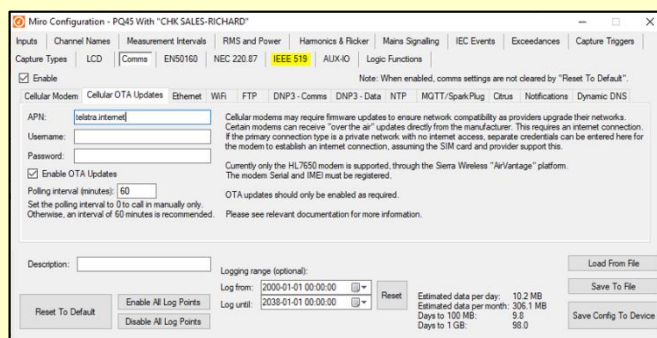 Miro Configuration - PQ45 With "CHK SALES-RICHARD"
Inputs Channel Names Measurement Intervals RMS and Power Harmonics & Flicker Mains Signalling IEC Events Exceedances Capture Triggers
Capture Types LCD Comms EN50160 NEC 220.87 IEEE 519 AUX-IO Logic Functions
Enable Note: When enabled, comms settings are not cleared by "Reset To Default".
Cellular Modem Cellular OTA Updates Ethernet WiFi FTP DNP3 - Comms DNP3 - Data NTP MQTT/SparkPlug Citrus Notifications Dynamic DNS
APN: telstra.internet
Username:
Password:
Enable OTA Updates
Polling interval (minutes): 60
Set the polling interval to 0 to call in manually only.
Otherwise, an interval of 60 minutes is recommended.
Cellular modems may require firmware updates to ensure network compatibility as providers upgrade their networks.
Certain modems can receive "over the air" updates directly from the manufacturer. This requires an internet connection.
If the primary connection type is a private network with no internet access, separate credentials can be entered here for
the modem to establish an internet connection, assuming the SIM card and provider support this.
Currently only the HL7650 modem is supported, through the Sierra Wireless "AirVantage" platform.
The modem Serial and IMEI must be registered.
OTA updates should only be enabled as required.
Please see relevant documentation for more information.
Description:
Reset To Default
Enable All Log Points
Disable All Log Points
Logging range (optional):
Log from: 2000-01-01 00:00:00
Log until: 2038-01-01 00:00:00
Reset
Estimated data per day: 10.2 MB
Estimated data per month: 306.1 MB
Days to 100 MB: 9.8
Days to 1 GB: 98.0
Load From File
Save To File
Save Config To Device